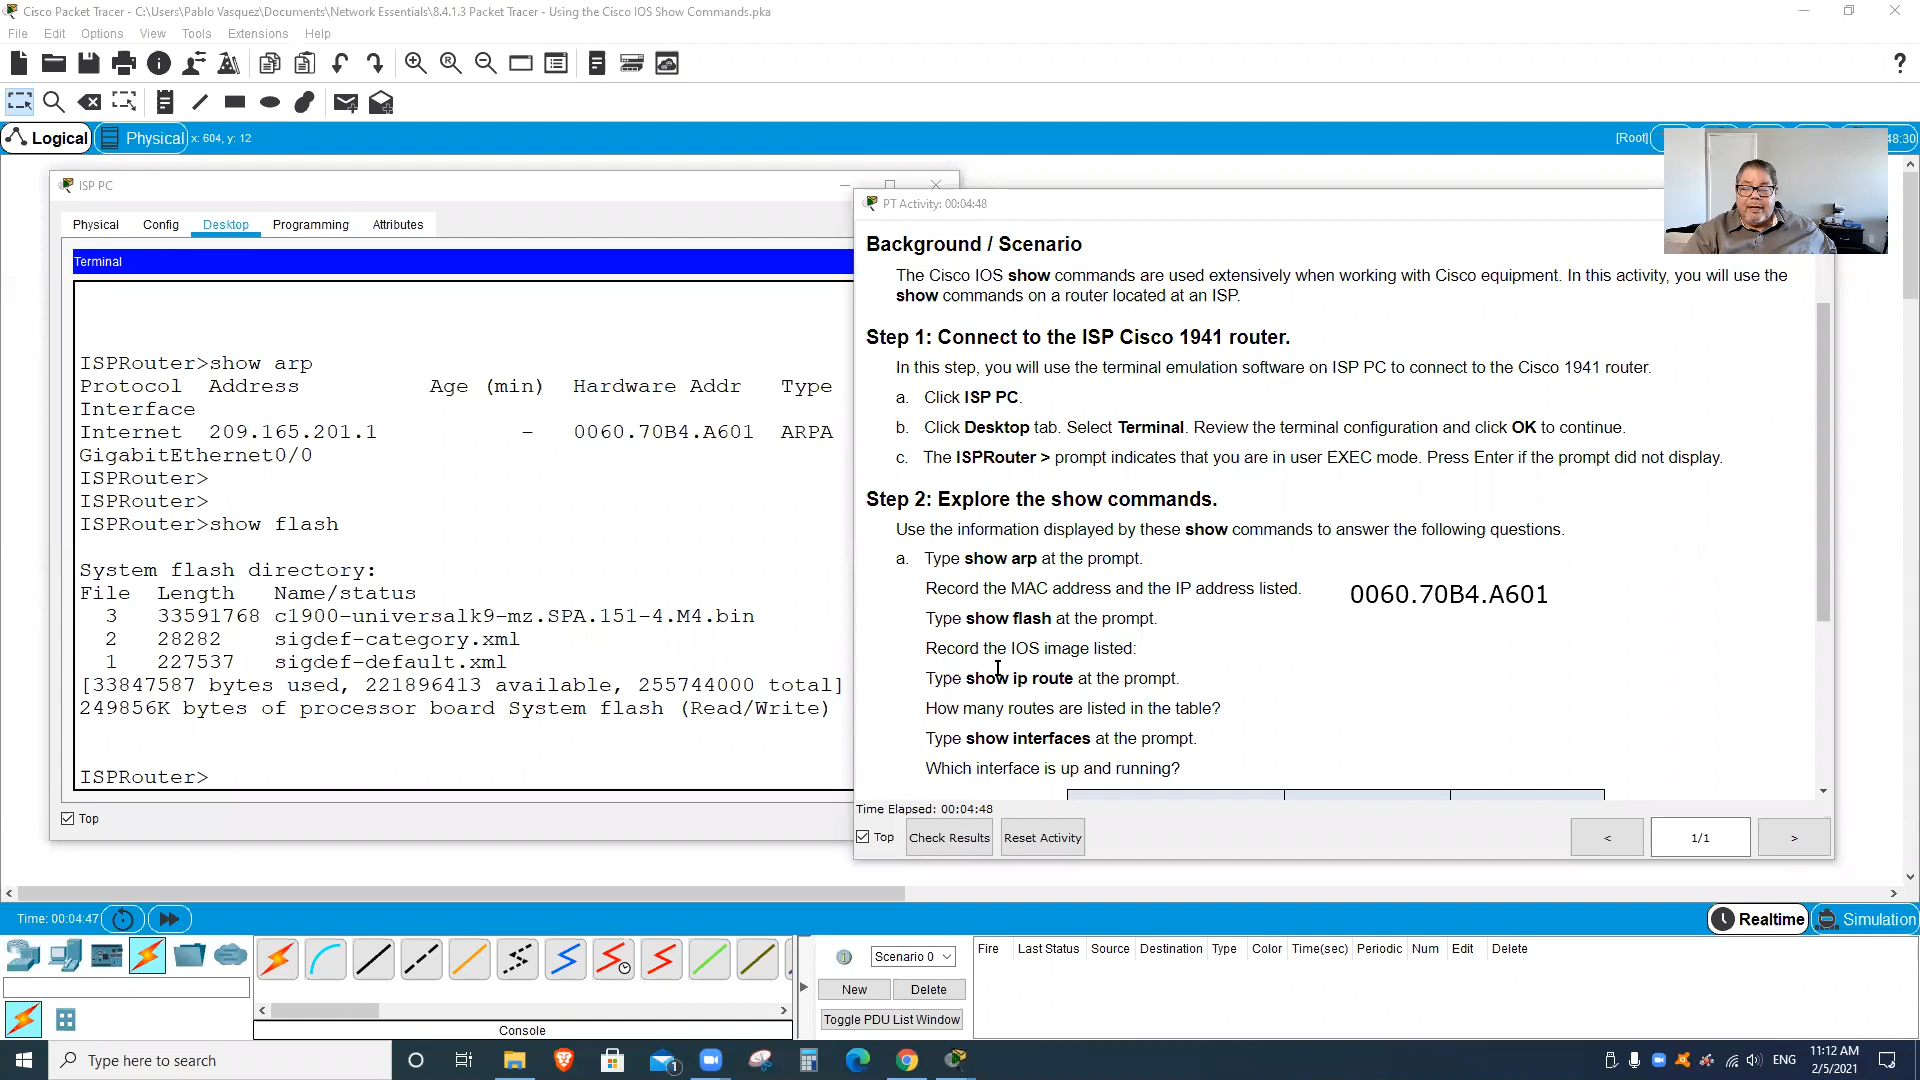 Cisco Packet Tracer - C:\Users\Pablo Vasquez\Documents\Network Essentials\8.4.1.3 Packet Tracer - Using the Cisco IOS Show Commands.pka
File Edit Options View Tools Extensions Help
Logical Physical x: 604, y: 12 [Root] 48:30
ISP PC
Physical Config Desktop Programming Attributes
Terminal
ISPRouter>show arp
Protocol Address Age (min) Hardware Addr Type
Interface
Internet 209.165.201.1 - 0060.70B4.A601 ARPA
GigabitEthernet0/0
ISPRouter>
ISPRouter>
ISPRouter>show flash
System flash directory:
File Length Name/status
3 33591768 c1900-universalk9-mz.SPA.151-4.M4.bin
2 28282 sigdef-category.xml
1 227537 sigdef-default.xml
[33847587 bytes used, 221896413 available, 255744000 total]
249856K bytes of processor board System flash (Read/Write)
ISPRouter>
Top
PT Activity: 00:04:48
Background / Scenario
The Cisco IOS show commands are used extensively when working with Cisco equipment. In this activity, you will use the
show commands on a router located at an ISP.
Step 1: Connect to the ISP Cisco 1941 router.
In this step, you will use the terminal emulation software on ISP PC to connect to the Cisco 1941 router.
a. Click ISP PC.
b. Click Desktop tab. Select Terminal. Review the terminal configuration and click OK to continue.
c. The ISPRouter > prompt indicates that you are in user EXEC mode. Press Enter if the prompt did not display.
Step 2: Explore the show commands.
Use the information displayed by these show commands to answer the following questions.
a. Type show arp at the prompt.
Record the MAC address and the IP address listed. 0060.70B4.A601
Type show flash at the prompt.
Record the IOS image listed:
Type show ip route at the prompt.
How many routes are listed in the table?
Type show interfaces at the prompt.
Which interface is up and running?
Time Elapsed: 00:04:48
Top Check Results Reset Activity < 1/1 >
Time: 00:04:47 Realtime Simulation
Scenario 0
New Delete
Toggle PDU List Window
Fire Last Status Source Destination Type Color Time(sec) Periodic Num Edit Delete
Console
Type here to search
1
ENG
11:12 AM
2/5/2021